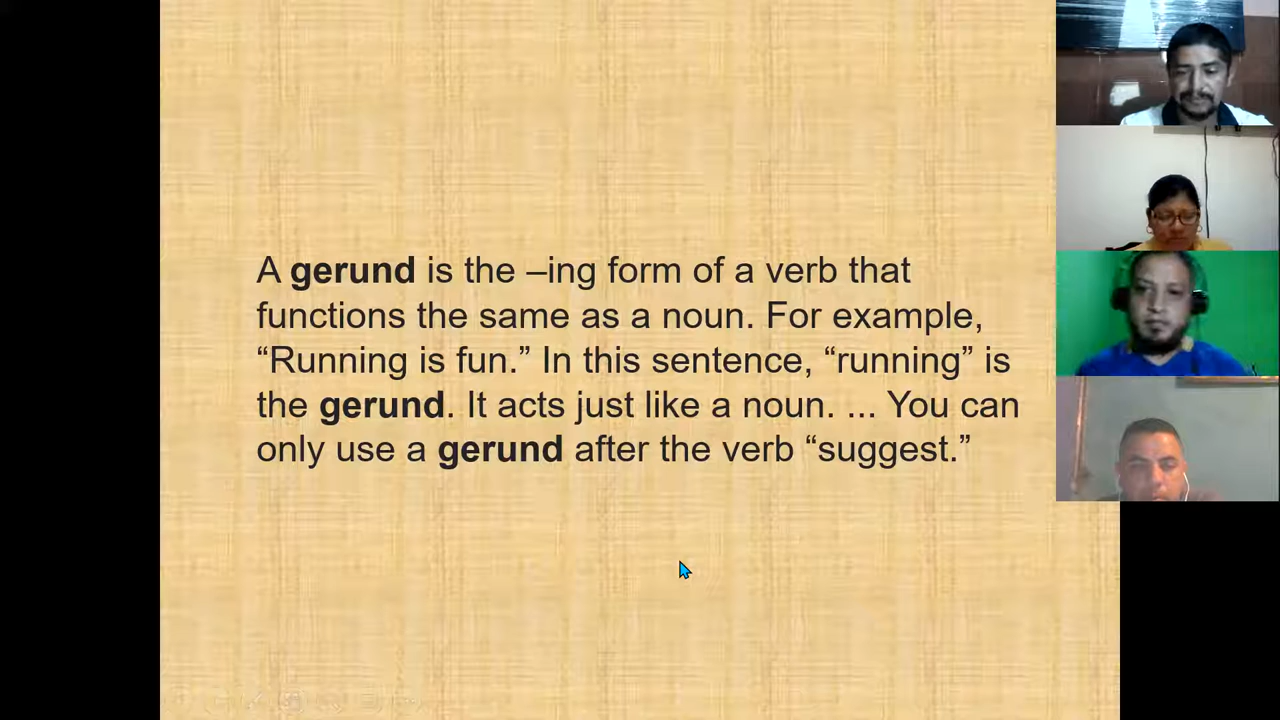 A gerund is the –ing form of a verb that
functions the same as a noun. For example,
“Running is fun.” In this sentence, “running” is
the gerund. It acts just like a noun. ... You can
only use a gerund after the verb “suggest.”